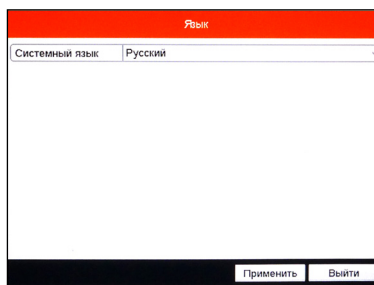 Язык
Системный язык Русский
Применить Выйти